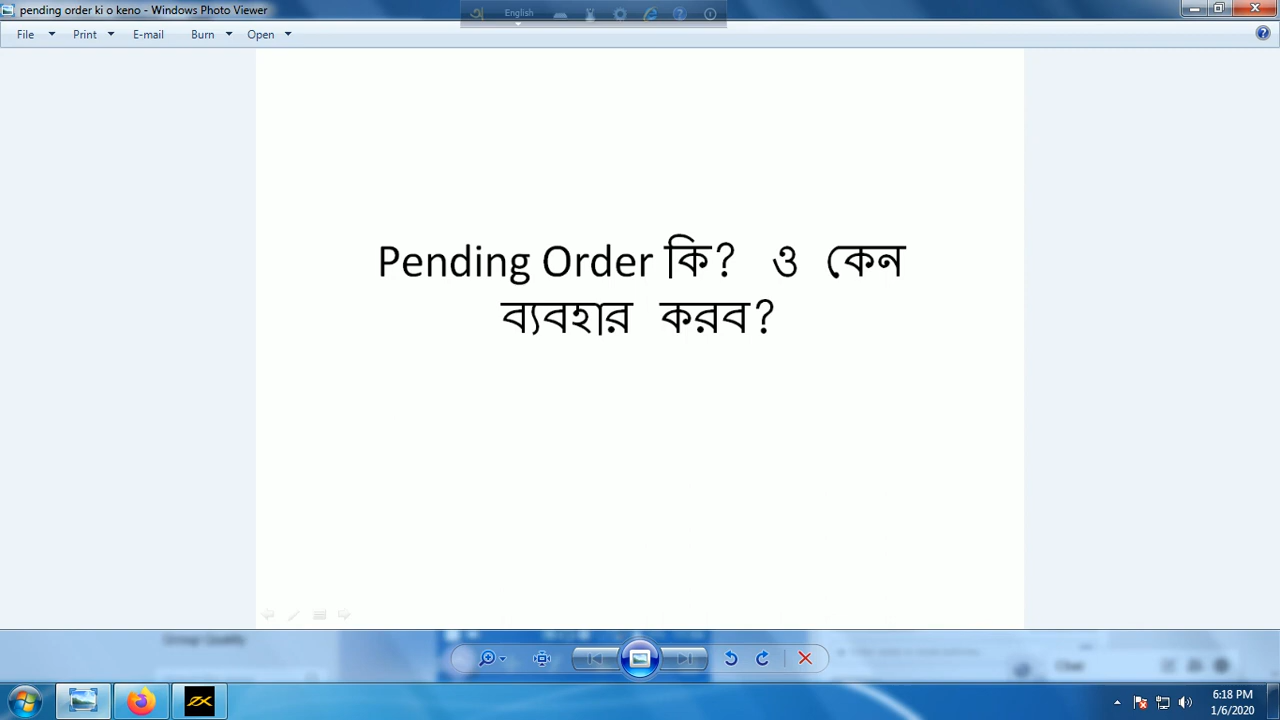 pending order ki o keno - Windows Photo Viewer
English
File Print E-mail Burn Open
Pending Order কি? ও কেন
ব্যবহার করব?
6:18 PM
1/6/2020